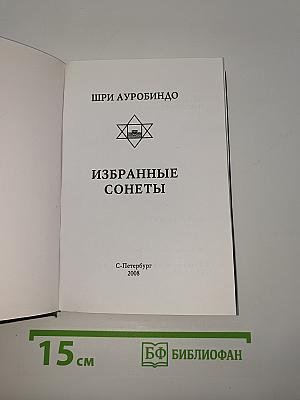 ШРИ АУРОБИНДО
ИЗБРАННЫЕ
СОНЕТЫ
С-Петербург
2008
15 см
БФ БИБЛИОФАН